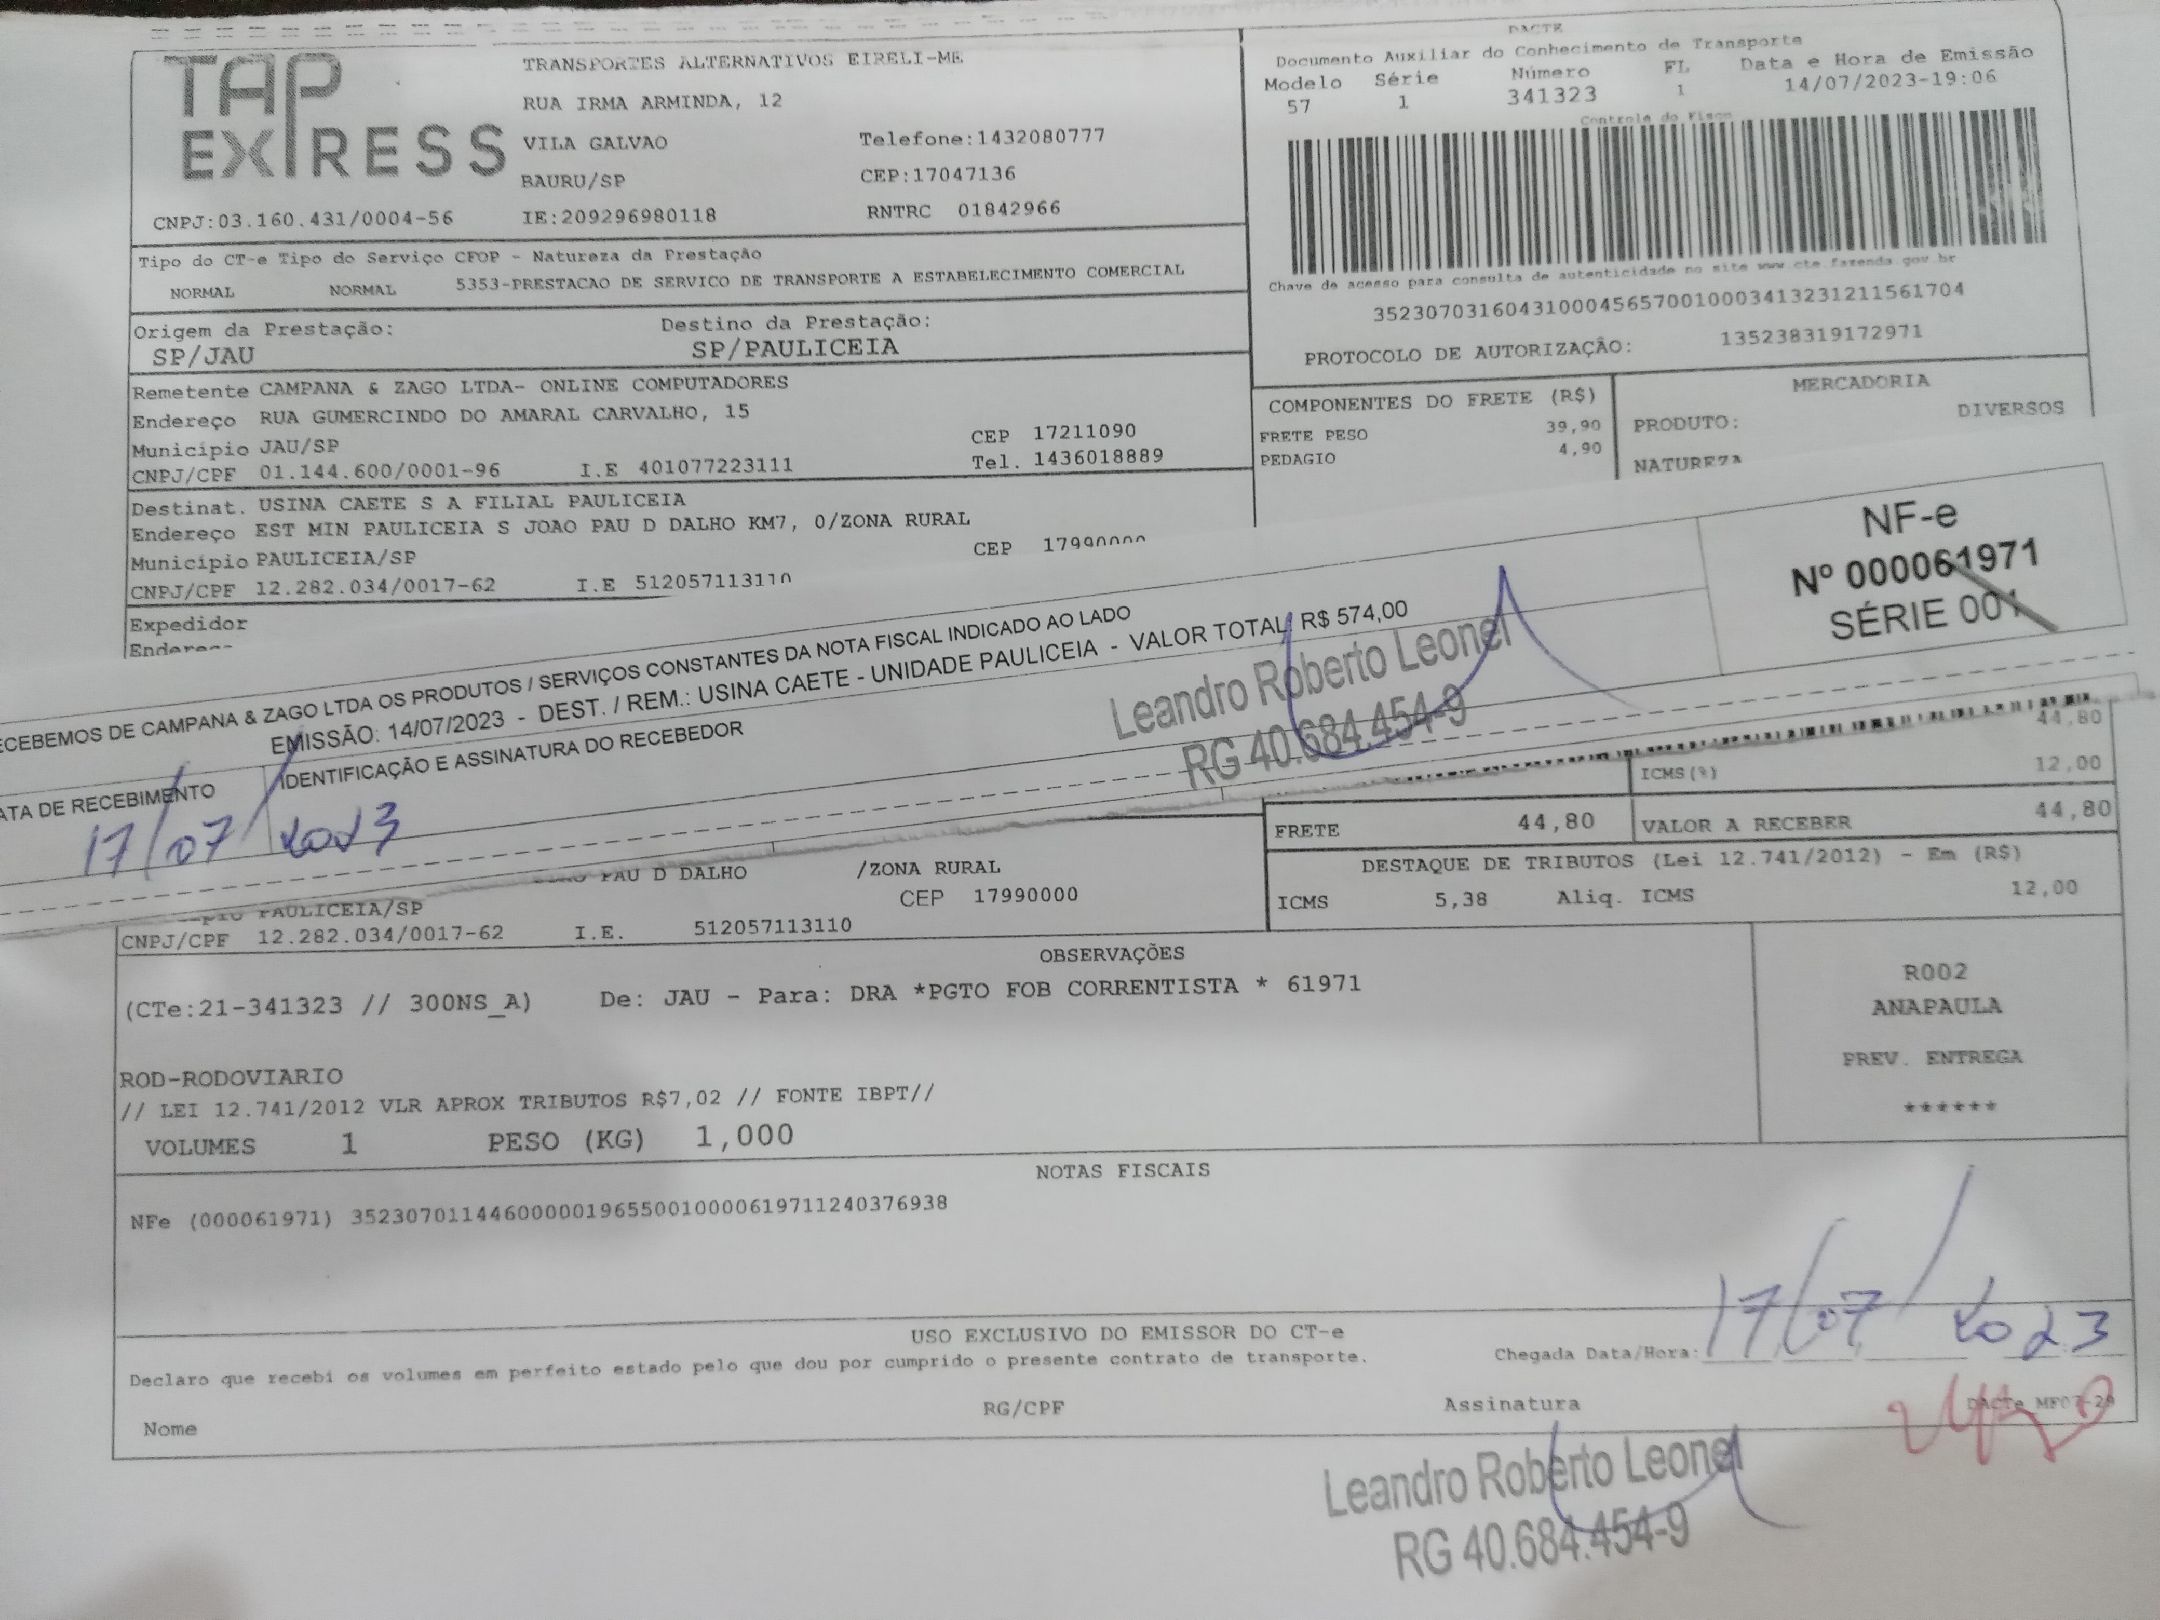 TAP EXPRESS
TRANSPORTES ALTERNATIVOS EIRELI-ME
RUA IRMA ARMINDA, 12
VILA GALVAO Telefone:1432080777
BAURU/SP CEP:17047136
CNPJ:03.160.431/0004-56 IE:209296980118 RNTRC 01842966
DACTE
Documento Auxiliar do Conhecimento de Transporte
Modelo Série Número FL Data e Hora de Emissão
57 1 341323 1 14/07/2023-19:06
Controle do Fisco
Chave de acesso para consulta de autenticidade no site www.cte.fazenda.gov.br
35230703160431000456570010003413231211561704
PROTOCOLO DE AUTORIZAÇÃO: 135238319172971
Tipo do CT-e Tipo do Serviço CFOP - Natureza da Prestação
NORMAL NORMAL 5353-PRESTACAO DE SERVICO DE TRANSPORTE A ESTABELECIMENTO COMERCIAL
Origem da Prestação: Destino da Prestação:
SP/JAU SP/PAULICEIA
Remetente CAMPANA & ZAGO LTDA- ONLINE COMPUTADORES
Endereço RUA GUMERCINDO DO AMARAL CARVALHO, 15
Município JAU/SP CEP 17211090
CNPJ/CPF 01.144.600/0001-96 I.E 401077223111 Tel. 1436018889
COMPONENTES DO FRETE (R$)
FRETE PESO 39,90
PEDAGIO 4,90
MERCADORIA
PRODUTO: DIVERSOS
NATUREZA
Destinat. USINA CAETE S A FILIAL PAULICEIA
Endereço EST MIN PAULICEIA S JOAO PAU D DALHO KM7, 0/ZONA RURAL
Município PAULICEIA/SP CEP 17990000
CNPJ/CPF 12.282.034/0017-62 I.E 512057113110
Expedidor
Endereço
ECEBEMOS DE CAMPANA & ZAGO LTDA OS PRODUTOS / SERVIÇOS CONSTANTES DA NOTA FISCAL INDICADO AO LADO
EMISSÃO: 14/07/2023 - DEST. / REM.: USINA CAETE - UNIDADE PAULICEIA - VALOR TOTAL: R$ 574,00
ATA DE RECEBIMENTO IDENTIFICAÇÃO E ASSINATURA DO RECEBEDOR
17/07/2023
Leandro Roberto Leonel
RG 40.684.454-9
NF-e
Nº 000061971
SÉRIE 001
44,80
ICMS(%) 12,00
FRETE 44,80 VALOR A RECEBER 44,80
DESTAQUE DE TRIBUTOS (Lei 12.741/2012) - Em (R$)
ICMS 5,38 Aliq. ICMS 12,00
PAU D DALHO /ZONA RURAL
PAULICEIA/SP CEP 17990000
CNPJ/CPF 12.282.034/0017-62 I.E. 512057113110
OBSERVAÇÕES
(CTe:21-341323 // 300NS_A) De: JAU - Para: DRA *PGTO FOB CORRENTISTA * 61971
ROD-RODOVIARIO
// LEI 12.741/2012 VLR APROX TRIBUTOS R$7,02 // FONTE IBPT//
VOLUMES 1 PESO (KG) 1,000
R002
ANAPAULA
PREV. ENTREGA
******
NOTAS FISCAIS
NFe (000061971) 35230701144600000196550010000619711240376938
USO EXCLUSIVO DO EMISSOR DO CT-e
Declaro que recebi os volumes em perfeito estado pelo que dou por cumprido o presente contrato de transporte.
Chegada Data/Hora: 17/07/2023
Nome RG/CPF Assinatura
DACTe_MF07-29
Leandro Roberto Leonel
RG 40.684.454-9